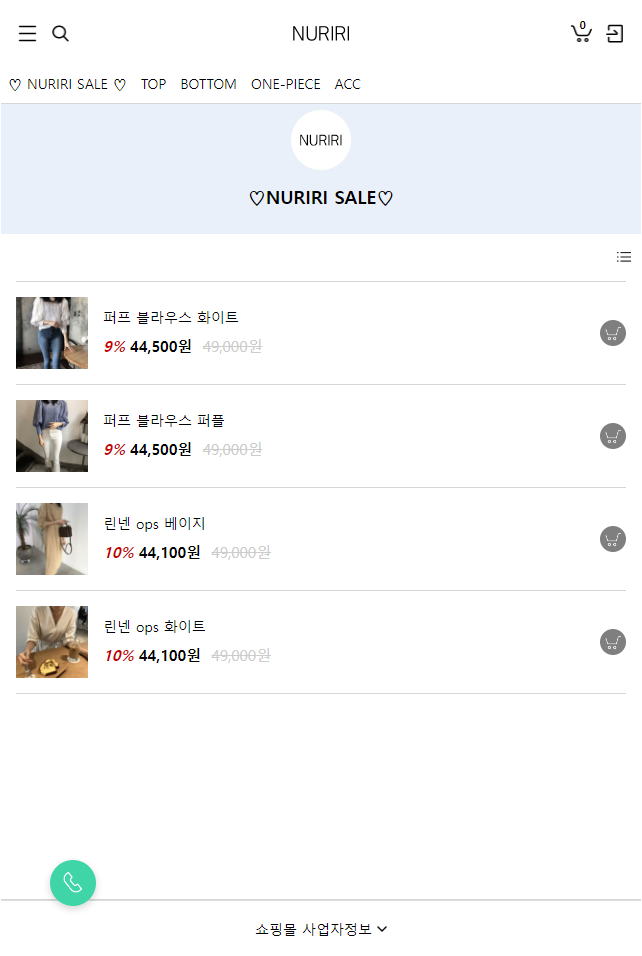 NURIRI
0
♡ NURIRI SALE ♡ TOP BOTTOM ONE-PIECE ACC
NURIRI
♡NURIRI SALE♡
퍼프 블라우스 화이트
9% 44,500원 49,000원
퍼프 블라우스 퍼플
9% 44,500원 49,000원
린넨 ops 베이지
10% 44,100원 49,000원
린넨 ops 화이트
10% 44,100원 49,000원
쇼핑몰 사업자정보